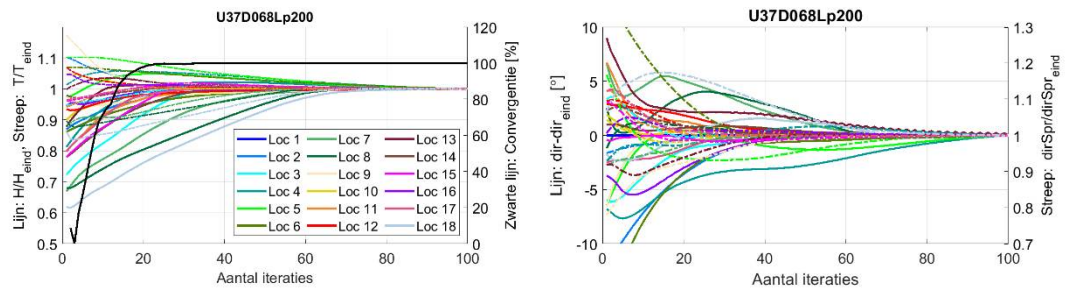 U37D068Lp200
Lijn: H/H_eind, Streep: T/T_eind
1.1
1
0.9
0.8
0.7
0.6
0.5
120
100
80
60
40
20
0
Zwarte lijn: Convergentie [%]
Loc 1 Loc 7 Loc 13
Loc 2 Loc 8 Loc 14
Loc 3 Loc 9 Loc 15
Loc 4 Loc 10 Loc 16
Loc 5 Loc 11 Loc 17
Loc 6 Loc 12 Loc 18
0 20 40 60 80 100
Aantal iteraties
U37D068Lp200
Lijn: dir-dir_eind [°]
10
5
0
-5
-10
1.3
1.2
1.1
1
0.9
0.8
0.7
Streep: dirSpr/dirSpr_eind
0 20 40 60 80 100
Aantal iteraties